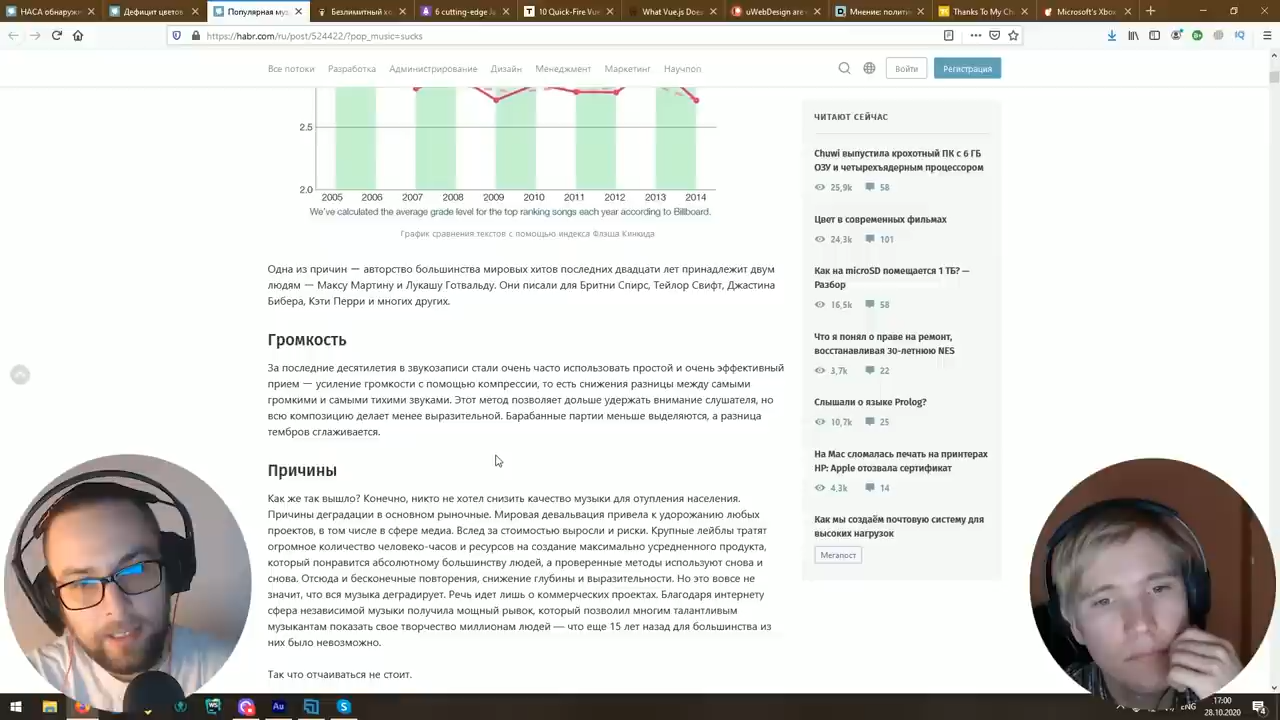 НАСА обнаружи
Дефицит цветов
Популярная му
Безлимитный ко
6 cutting-edge Ja
10 Quick-Fire Vue
What Vue.js Does
uWebDesign are c
Мнение: полити
Thanks To My Ch
Microsoft's Xbox
https://habr.com/ru/post/524422/?pop_music=sucks
Все потоки Разработка Администрирование Дизайн Менеджмент Маркетинг Научпоп
Войти
Регистрация
2.5
2.0
2005 2006 2007 2008 2009 2010 2011 2012 2013 2014
We've calculated the average grade level for the top ranking songs each year according to Billboard.
График сравнения текстов с помощью индекса Флэша Кинкида
Одна из причин — авторство большинства мировых хитов последних двадцати лет принадлежит двум
людям — Максу Мартину и Лукашу Готвальду. Они писали для Бритни Спирс, Тейлор Свифт, Джастина
Бибера, Кэти Перри и многих других.
Громкость
За последние десятилетия в звукозаписи стали очень часто использовать простой и очень эффективный
прием — усиление громкости с помощью компрессии, то есть снижения разницы между самыми
громкими и самыми тихими звуками. Этот метод позволяет дольше удержать внимание слушателя, но
всю композицию делает менее выразительной. Барабанные партии меньше выделяются, а разница
тембров сглаживается.
Причины
Как же так вышло? Конечно, никто не хотел снизить качество музыки для отупления населения.
Причины деградации в основном рыночные. Мировая девальвация привела к удорожанию любых
проектов, в том числе в сфере медиа. Вслед за стоимостью выросли и риски. Крупные лейблы тратят
огромное количество человеко-часов и ресурсов на создание максимально усредненного продукта,
который понравится абсолютному большинству людей, а проверенные методы используют снова и
снова. Отсюда и бесконечные повторения, снижение глубины и выразительности. Но это вовсе не
значит, что вся музыка деградирует. Речь идет лишь о коммерческих проектах. Благодаря интернету
сфера независимой музыки получила мощный рывок, который позволил многим талантливым
музыкантам показать свое творчество миллионам людей — что еще 15 лет назад для большинства из
них было невозможно.
Так что отчаиваться не стоит.
ЧИТАЮТ СЕЙЧАС
Chuwi выпустила крохотный ПК с 6 ГБ
ОЗУ и четырехъядерным процессором
25,9k 58
Цвет в современных фильмах
24,3k 101
Как на microSD помещается 1 ТБ? —
Разбор
16,5k 58
Что я понял о праве на ремонт,
восстанавливая 30-летнюю NES
3,7k 22
Слышали о языке Prolog?
10,7k 25
На Mac сломалась печать на принтерах
HP: Apple отозвала сертификат
4,3k 14
Как мы создаём почтовую систему для
высоких нагрузок
Мегапост
ENG
17:00
28.10.2020